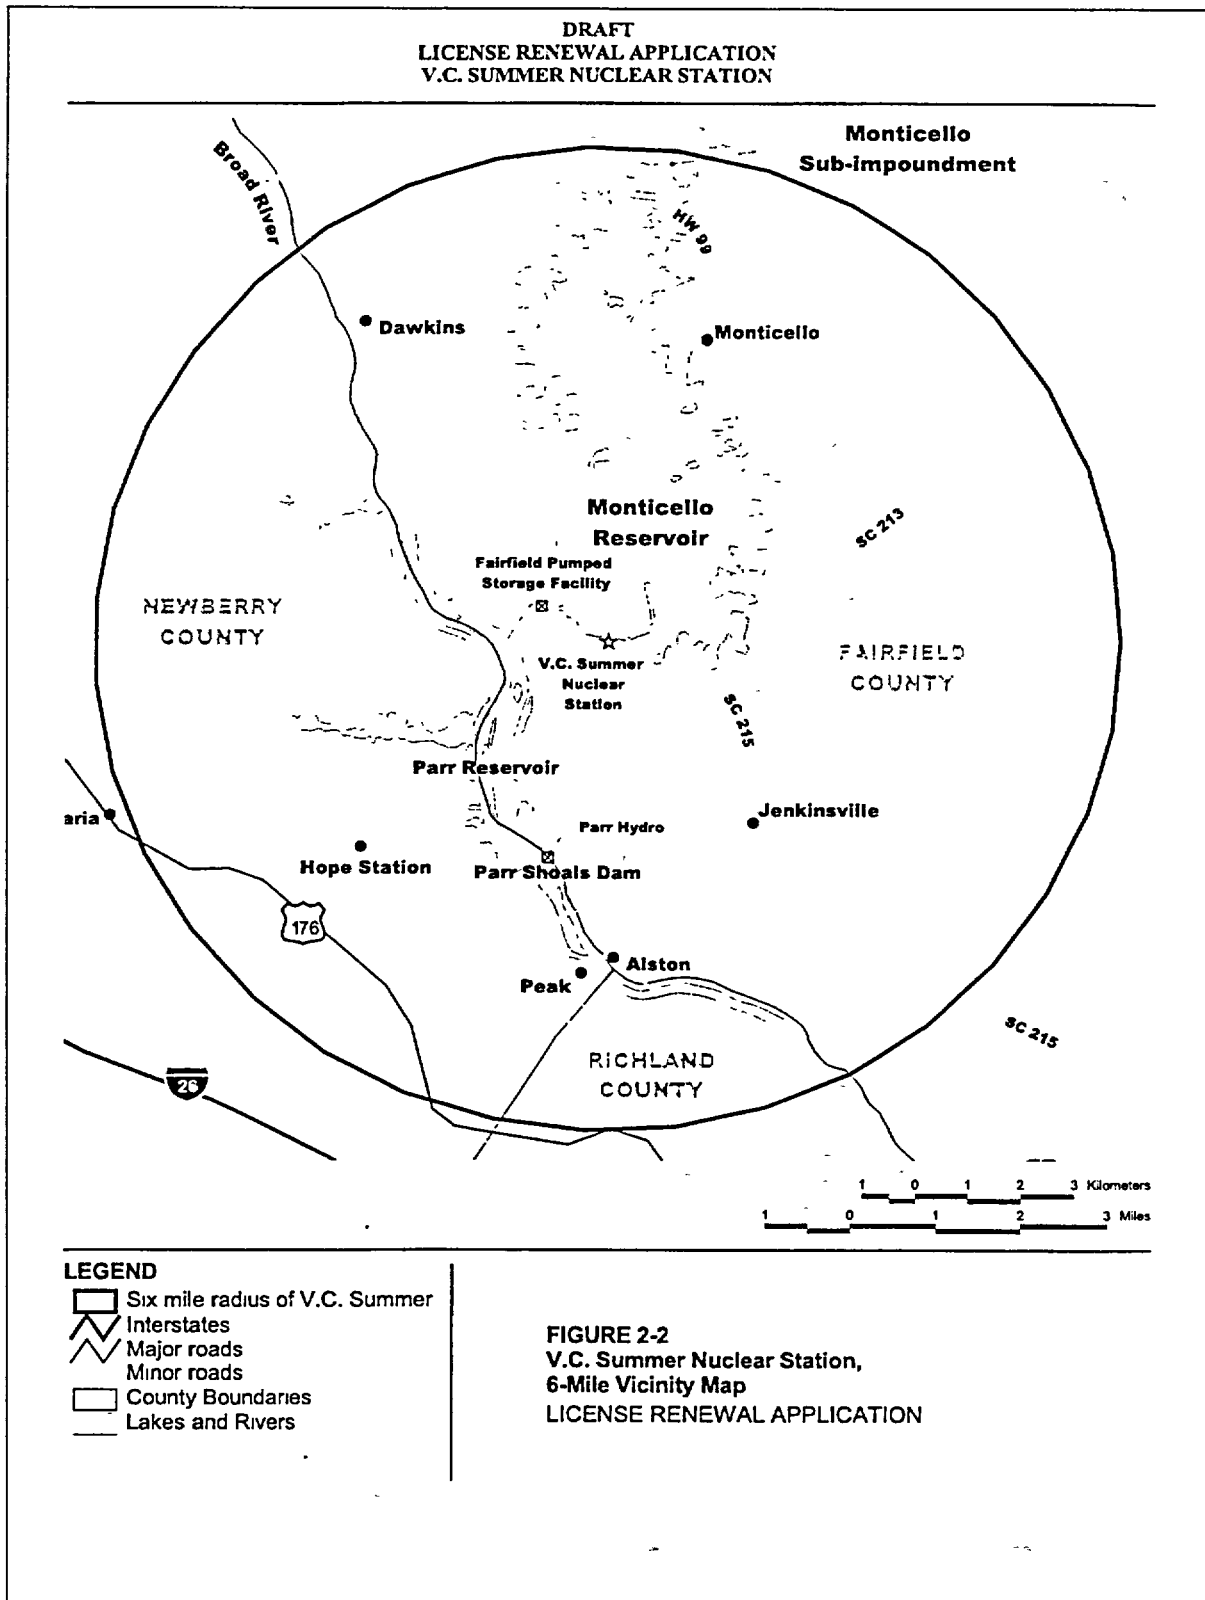 DRAFT
LICENSE RENEWAL APPLICATION
V.C. SUMMER NUCLEAR STATION
Monticello
Sub-impoundment
Broad River
HW 99
Dawkins
Monticello
Monticello
Reservoir
SC 213
Fairfield Pumped
Storage Facility
NEWBERRY
COUNTY
V.C. Summer
Nuclear
Station
FAIRFIELD
COUNTY
SC 215
Parr Reservoir
aria
Jenkinsville
Parr Hydro
Hope Station
Parr Shoals Dam
176
Alston
Peak
SC 215
RICHLAND
COUNTY
26
1 0 1 2 3 Kilometers
1 0 1 2 3 Miles
LEGEND
Six mile radius of V.C. Summer
Interstates
Major roads
Minor roads
County Boundaries
Lakes and Rivers
FIGURE 2-2
V.C. Summer Nuclear Station,
6-Mile Vicinity Map
LICENSE RENEWAL APPLICATION